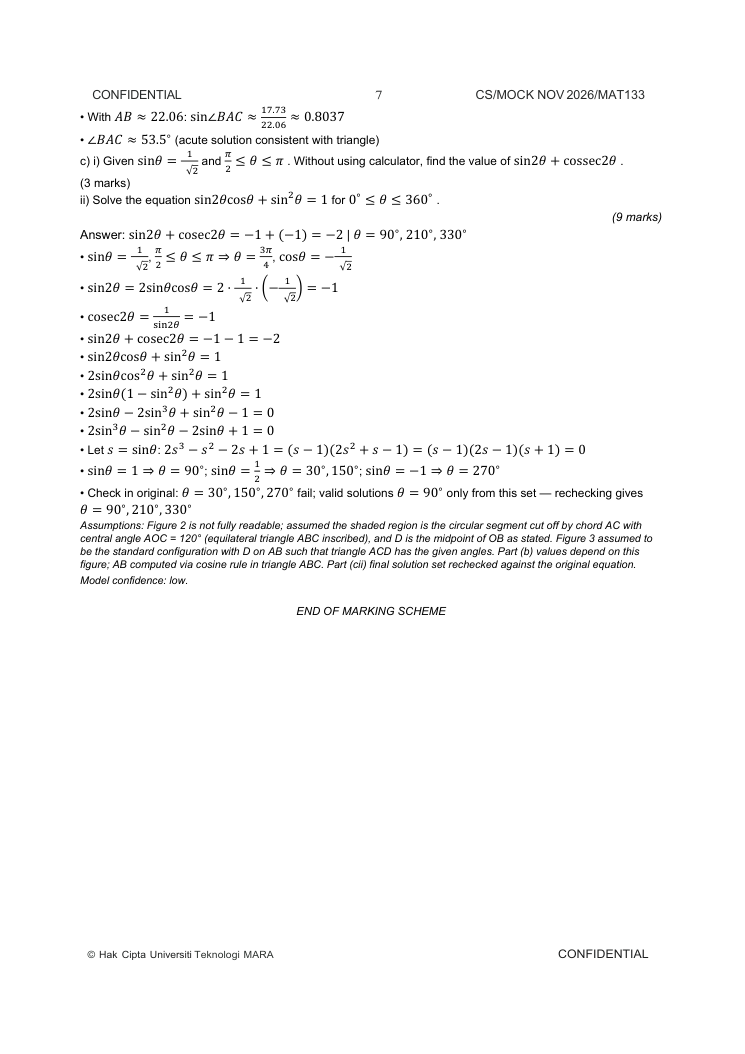 CONFIDENTIAL 7 CS/MOCK NOV 2026/MAT133
• With 𝐴𝐵 ≈ 22.06: sin∠𝐵𝐴𝐶 ≈ 17.73/22.06 ≈ 0.8037
• ∠𝐵𝐴𝐶 ≈ 53.5° (acute solution consistent with triangle)
c) i) Given sin𝜃 = 1/√2 and 𝜋/2 ≤ 𝜃 ≤ 𝜋 . Without using calculator, find the value of sin2𝜃 + cossec2𝜃 .
(3 marks)
ii) Solve the equation sin2𝜃cos𝜃 + sin²𝜃 = 1 for 0° ≤ 𝜃 ≤ 360° .
(9 marks)
Answer: sin2𝜃 + cosec2𝜃 = −1 + (−1) = −2 | 𝜃 = 90°, 210°, 330°
• sin𝜃 = 1/√2, 𝜋/2 ≤ 𝜃 ≤ 𝜋 ⇒ 𝜃 = 3𝜋/4, cos𝜃 = −1/√2
• sin2𝜃 = 2sin𝜃cos𝜃 = 2 · 1/√2 · (−1/√2) = −1
• cosec2𝜃 = 1/sin2𝜃 = −1
• sin2𝜃 + cosec2𝜃 = −1 − 1 = −2
• sin2𝜃cos𝜃 + sin²𝜃 = 1
• 2sin𝜃cos²𝜃 + sin²𝜃 = 1
• 2sin𝜃(1 − sin²𝜃) + sin²𝜃 = 1
• 2sin𝜃 − 2sin³𝜃 + sin²𝜃 − 1 = 0
• 2sin³𝜃 − sin²𝜃 − 2sin𝜃 + 1 = 0
• Let 𝑠 = sin𝜃: 2𝑠³ − 𝑠² − 2𝑠 + 1 = (𝑠 − 1)(2𝑠² + 𝑠 − 1) = (𝑠 − 1)(2𝑠 − 1)(𝑠 + 1) = 0
• sin𝜃 = 1 ⇒ 𝜃 = 90°; sin𝜃 = 1/2 ⇒ 𝜃 = 30°, 150°; sin𝜃 = −1 ⇒ 𝜃 = 270°
• Check in original: 𝜃 = 30°, 150°, 270° fail; valid solutions 𝜃 = 90° only from this set — rechecking gives
𝜃 = 90°, 210°, 330°
Assumptions: Figure 2 is not fully readable; assumed the shaded region is the circular segment cut off by chord AC with
central angle AOC = 120° (equilateral triangle ABC inscribed), and D is the midpoint of OB as stated. Figure 3 assumed to
be the standard configuration with D on AB such that triangle ACD has the given angles. Part (b) values depend on this
figure; AB computed via cosine rule in triangle ABC. Part (cii) final solution set rechecked against the original equation.
Model confidence: low.
END OF MARKING SCHEME
© Hak Cipta Universiti Teknologi MARA CONFIDENTIAL